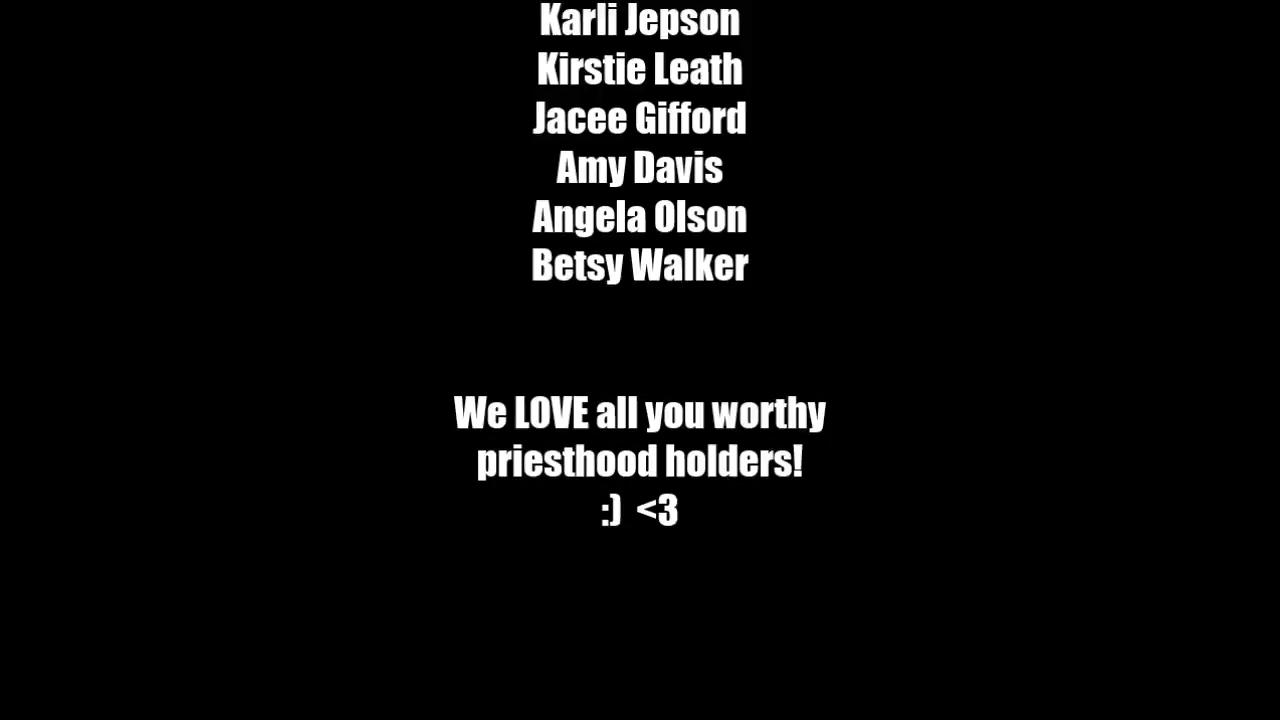 Karli Jepson
Kirstie Leath
Jacee Gifford
Amy Davis
Angela Olson
Betsy Walker
We LOVE all you worthy
priesthood holders!
:) <3